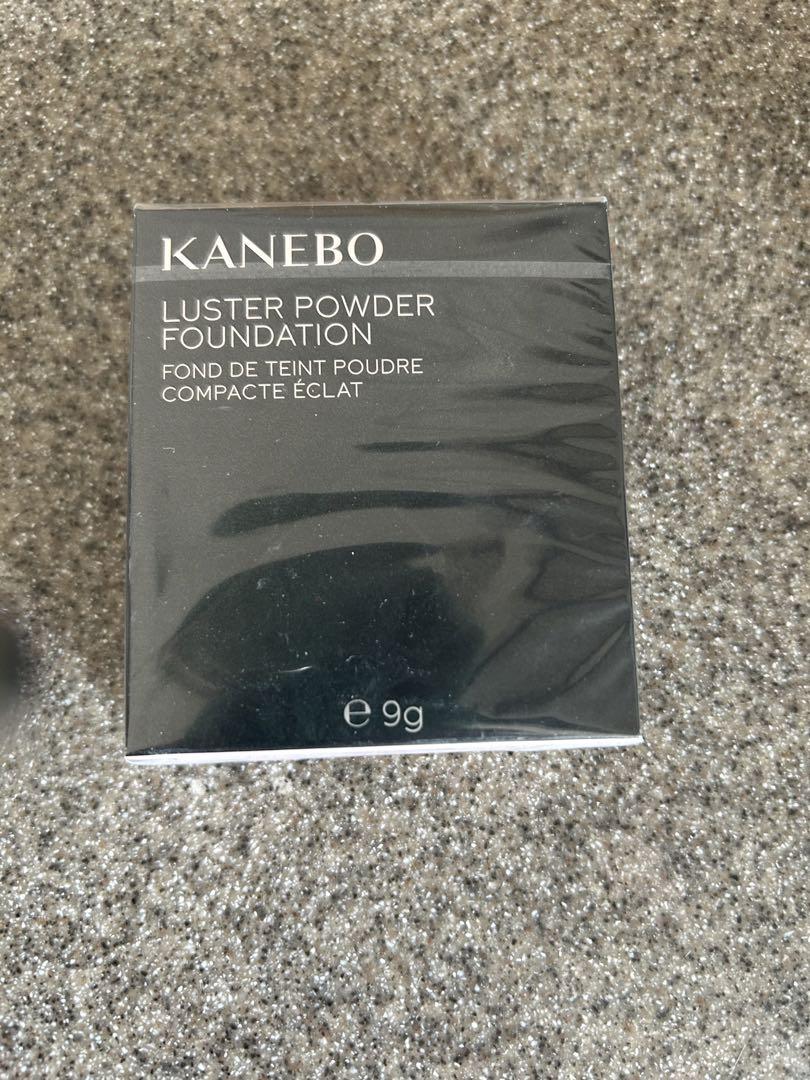 KANEBO
LUSTER POWDER
FOUNDATION
FOND DE TEINT POUDRE
COMPACTE ÉCLAT
℮ 9g